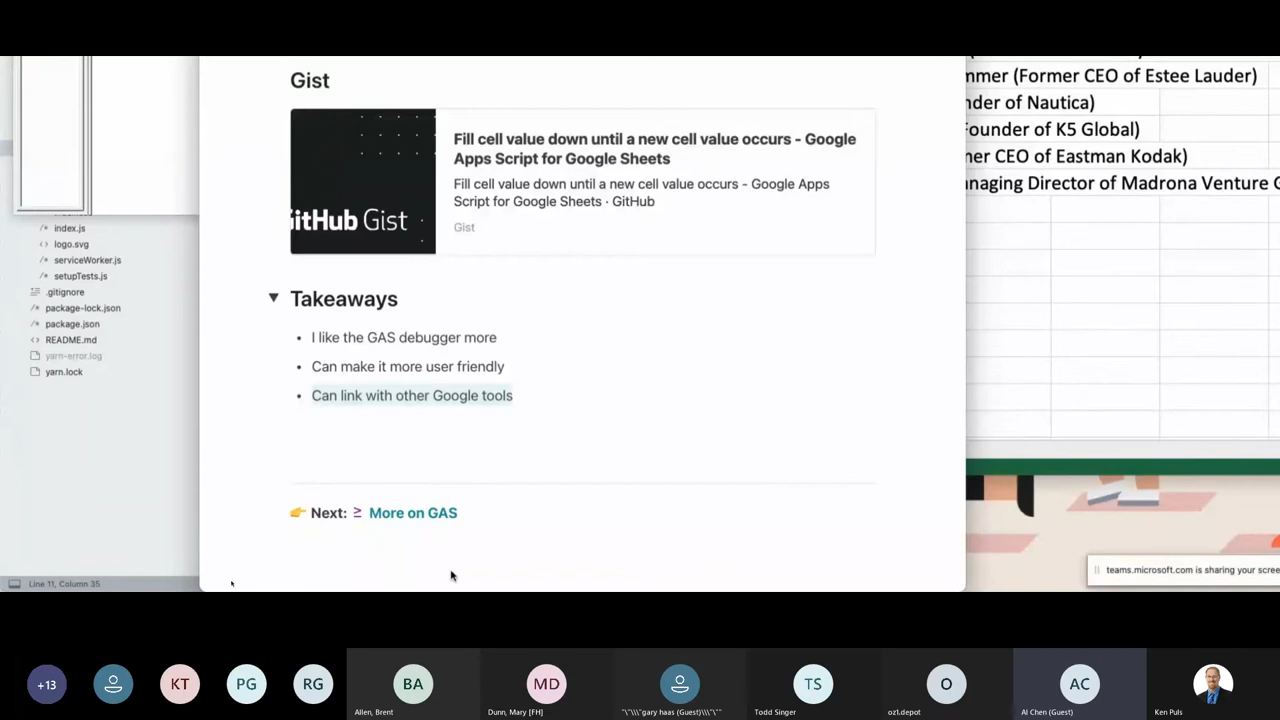 Gist
Fill cell value down until a new cell value occurs - Google
Apps Script for Google Sheets
Fill cell value down until a new cell value occurs - Google Apps
Script for Google Sheets · GitHub
Gist
GitHub Gist
Takeaways
• I like the GAS debugger more
• Can make it more user friendly
• Can link with other Google tools
👉 Next: ≥ More on GAS
mmer (Former CEO of Estee Lauder)
nder of Nautica)
Founder of K5 Global)
mer CEO of Eastman Kodak)
anaging Director of Madrona Venture G
/* index.js
<> logo.svg
/* serviceWorker.js
/* setupTests.js
.gitignore
/* package-lock.json
/* package.json
<> README.md
yarn-error.log
yarn.lock
Line 11, Column 35
teams.microsoft.com is sharing your scree
+13
KT
PG
RG
BA
Allen, Brent
MD
Dunn, Mary [FH]
"\"\\\"gary haas (Guest)\\\"\""
TS
Todd Singer
O
oz1.depot
AC
Al Chen (Guest)
Ken Puls